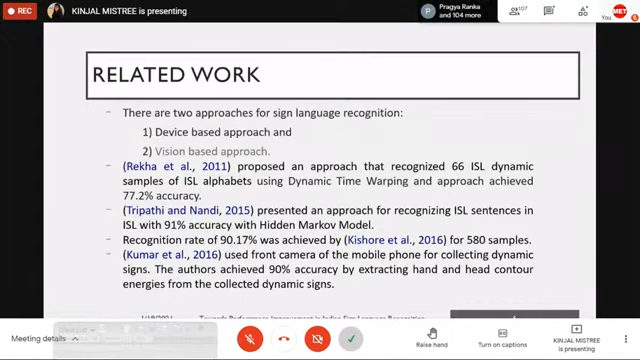 REC
KINJAL MISTREE is presenting
Pragya Ranka
and 104 more
P
107
MET
RELATED WORK
– There are two approaches for sign language recognition:
1) Device based approach and
2) Vision based approach.
– (Rekha et al., 2011) proposed an approach that recognized 66 ISL dynamic
samples of ISL alphabets using Dynamic Time Warping and approach achieved
77.2% accuracy.
– (Tripathi and Nandi, 2015) presented an approach for recognizing ISL sentences in
ISL with 91% accuracy with Hidden Markov Model.
– Recognition rate of 90.17% was achieved by (Kishore et al., 2016) for 580 samples.
– (Kumar et al., 2016) used front camera of the mobile phone for collecting dynamic
signs. The authors achieved 90% accuracy by extracting hand and head contour
energies from the collected dynamic signs.
Towards Performance Improvement in Indian Sign Language Recognition
Meeting details
Raise hand
Turn on captions
KINJAL MISTREE
is presenting